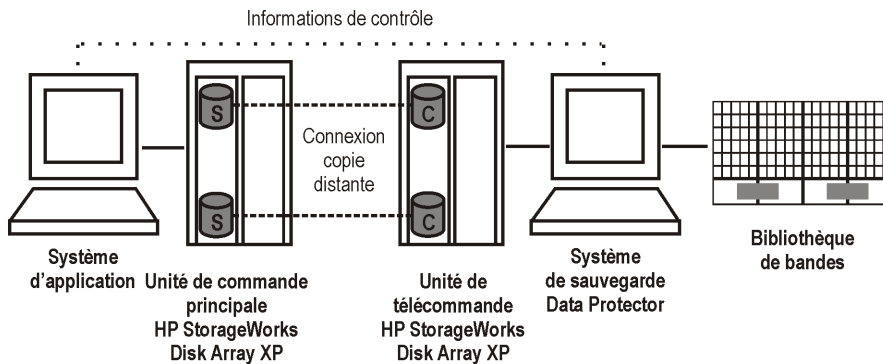 Informations de contrôle
S
C
Connexion
copie
distante
S
C
Système
d'application
Unité de commande
principale
HP StorageWorks
Disk Array XP
Unité de
télécommande
HP StorageWorks
Disk Array XP
Système
de sauvegarde
Data Protector
Bibliothèque
de bandes